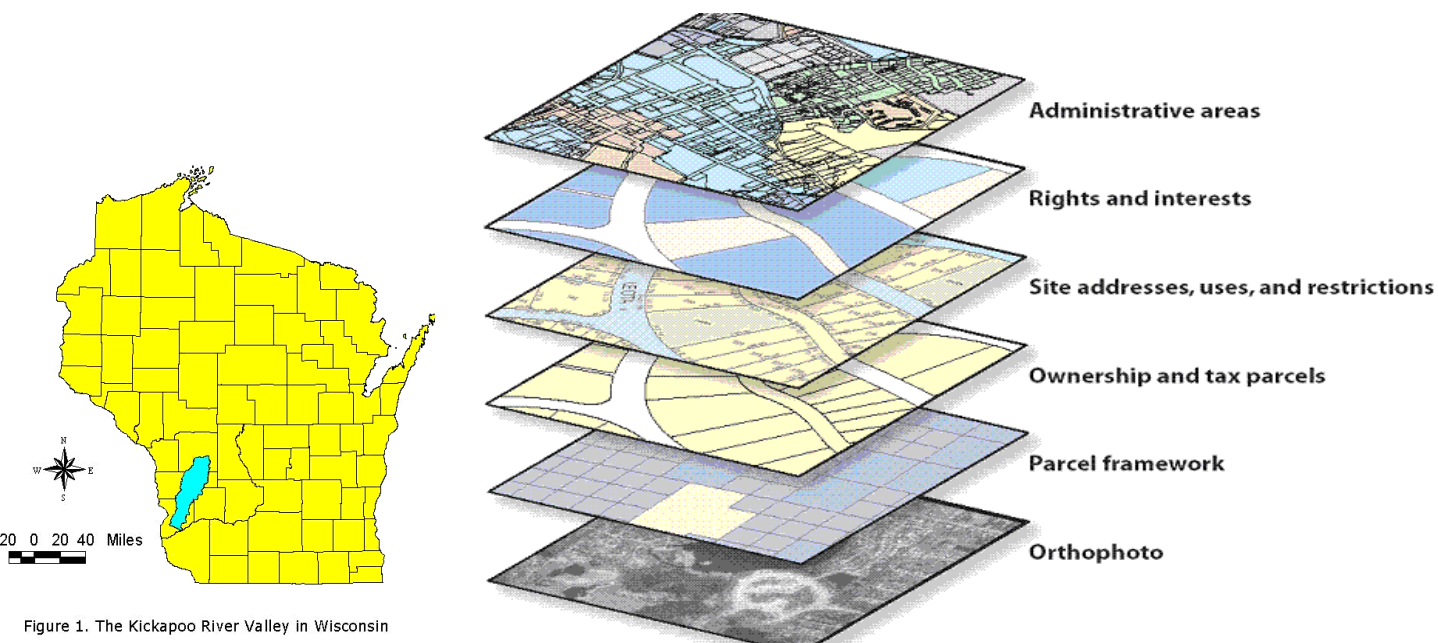 Administrative areas
Rights and interests
Site addresses, uses, and restrictions
Ownership and tax parcels
Parcel framework
Orthophoto
N
W E
S
20 0 20 40 Miles
Figure 1. The Kickapoo River Valley in Wisconsin